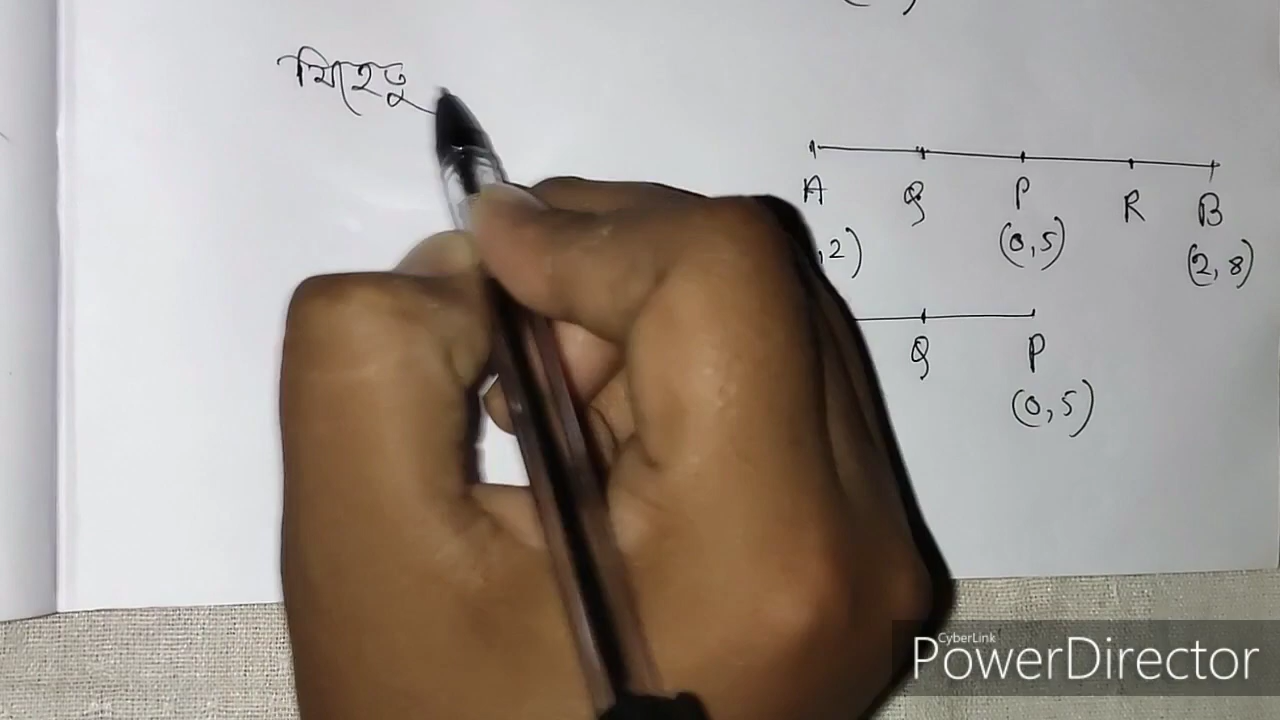 যিহেতু
A Q P R B
,2) (0,5) (2,8)
Q P
(0,5)
CyberLink
PowerDirector